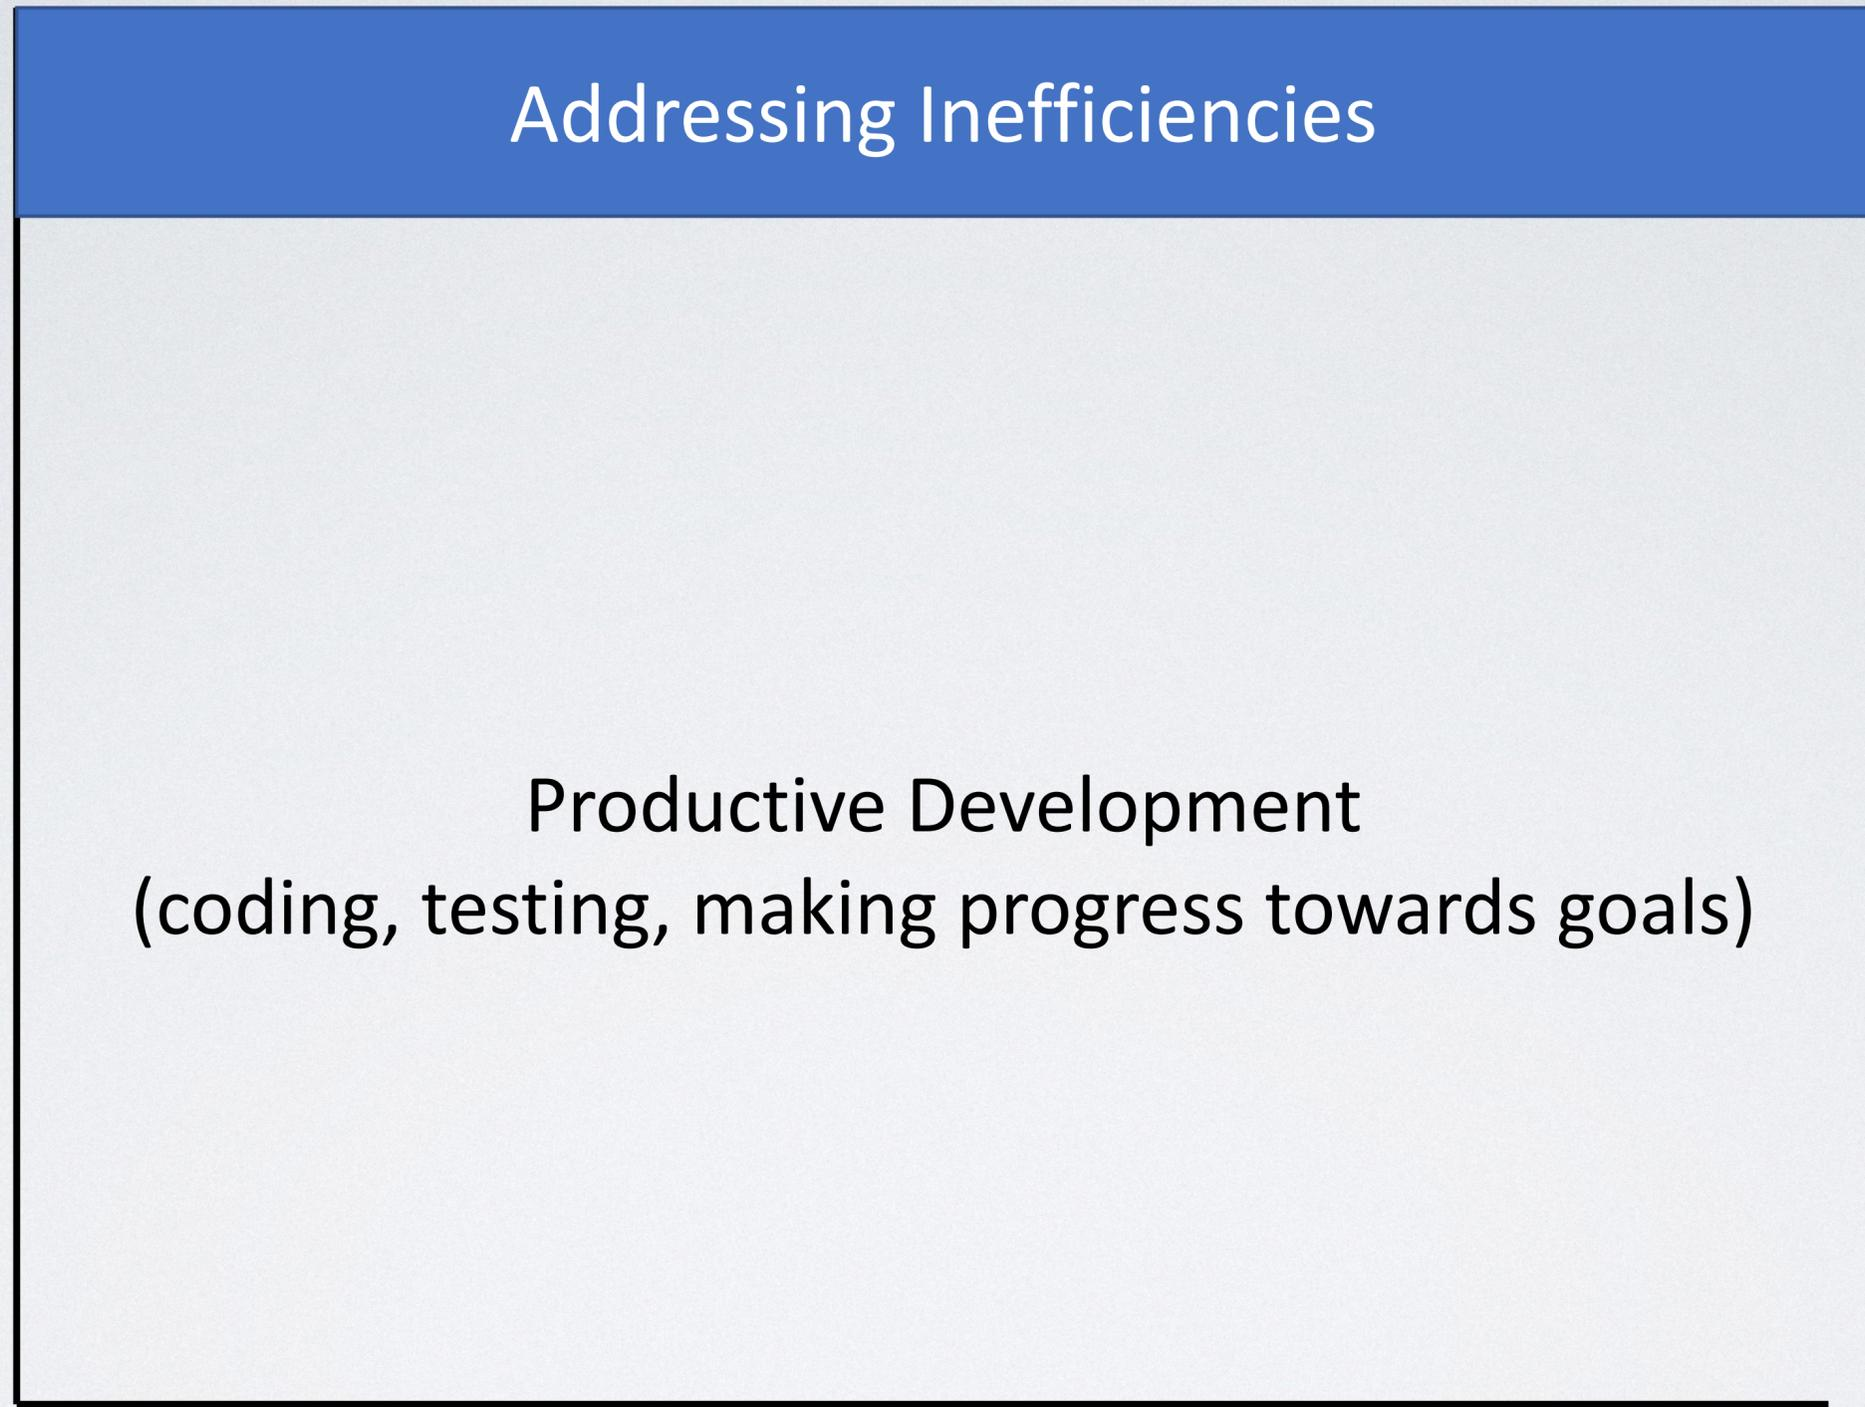 Addressing Inefficiencies
Productive Development
(coding, testing, making progress towards goals)